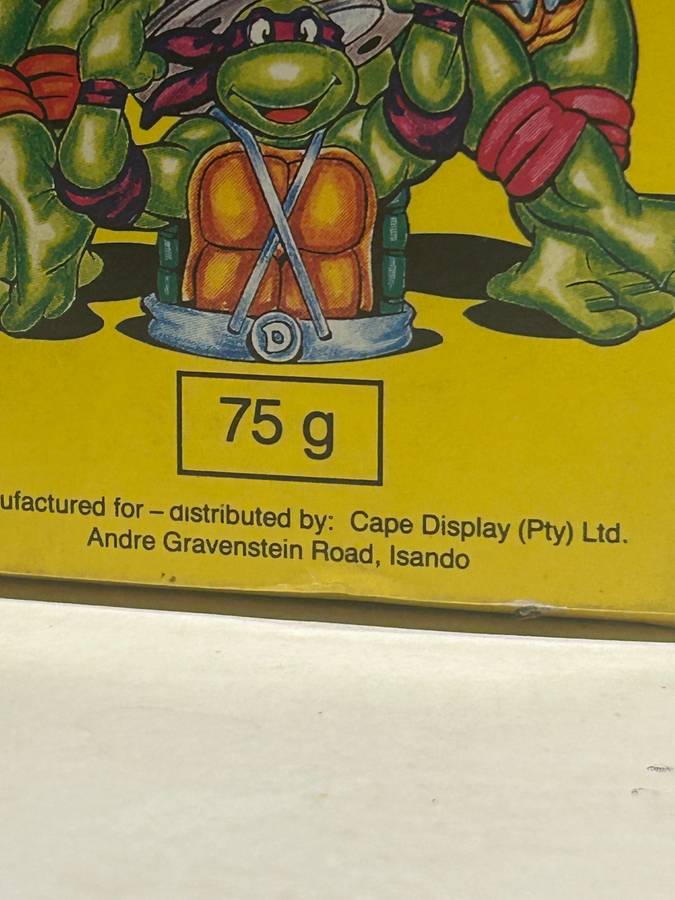 D
75 g
ufactured for – distributed by: Cape Display (Pty) Ltd.
Andre Gravenstein Road, Isando